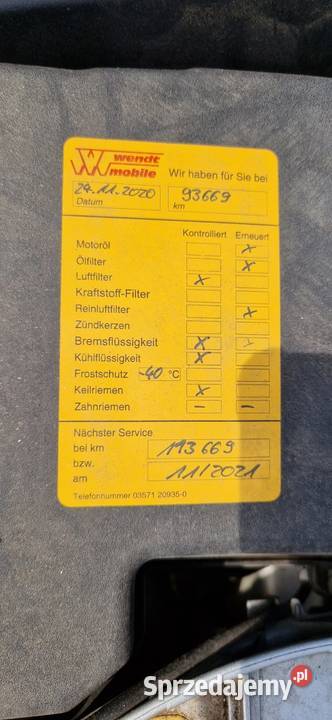 wendt
mobile
Wir haben für Sie bei
24.11.2020 93669
Datum km
Kontrolliert Erneuert
Motoröl x
Ölfilter x
Luftfilter x
Kraftstoff-Filter
Reinluftfilter x
Zündkerzen
Bremsflüssigkeit x x
Kühlflüssigkeit x
Frostschutz -40 °C
Keilriemen x
Zahnriemen - -
Nächster Service
bei km 113669
bzw.
am 11/2021
Telefonnummer 03571 20935-0
Sprzedajemy.pl